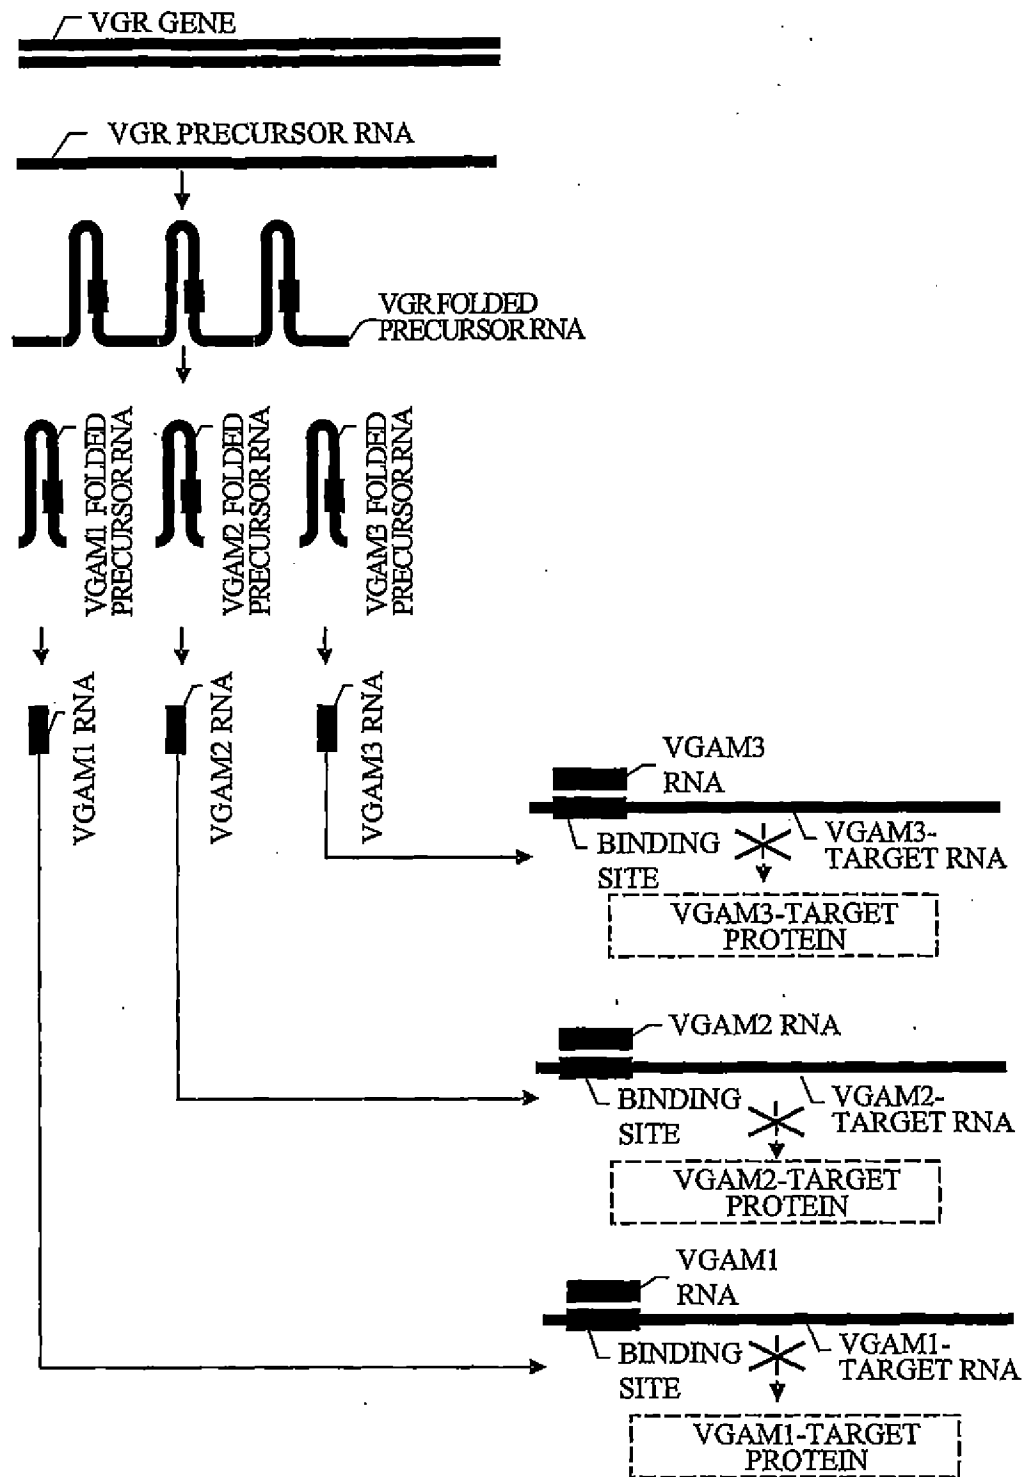 VGR GENE
VGR PRECURSOR RNA
VGR FOLDED
PRECURSOR RNA
VGAM1 FOLDED
PRECURSOR RNA
VGAM2 FOLDED
PRECURSOR RNA
VGAM3 FOLDED
PRECURSOR RNA
VGAM1 RNA
VGAM2 RNA
VGAM3 RNA
VGAM3
RNA
BINDING
SITE
VGAM3-
TARGET RNA
VGAM3-TARGET
PROTEIN
VGAM2 RNA
BINDING
SITE
VGAM2-
TARGET RNA
VGAM2-TARGET
PROTEIN
VGAM1
RNA
BINDING
SITE
VGAM1-
TARGET RNA
VGAM1-TARGET
PROTEIN